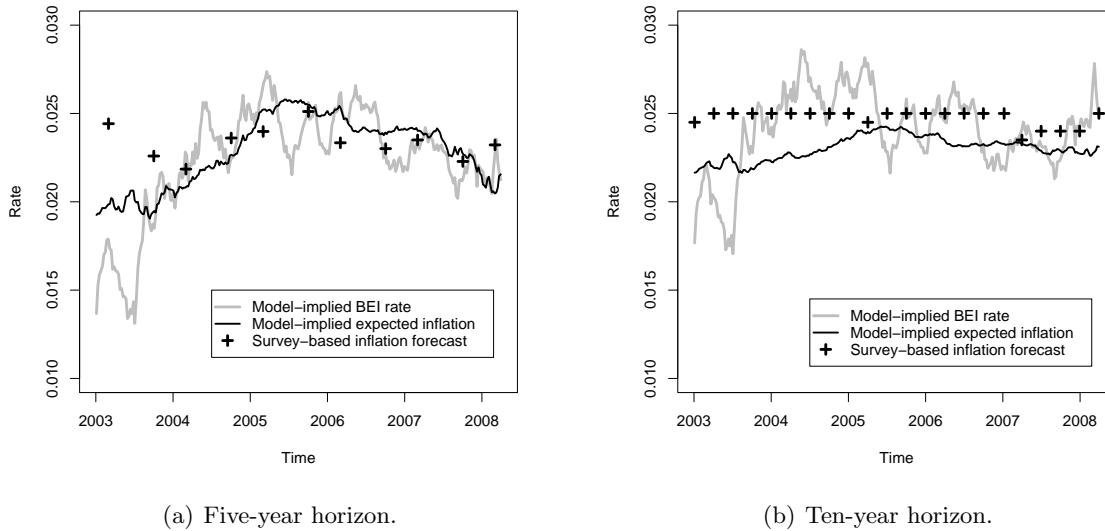 0.030
0.025
0.020
0.015
0.010
Rate
2003 2004 2005 2006 2007 2008
Time
Model−implied BEI rate
Model−implied expected inflation
Survey−based inflation forecast
(a) Five-year horizon.
0.030
0.025
0.020
0.015
0.010
Rate
2003 2004 2005 2006 2007 2008
Time
Model−implied BEI rate
Model−implied expected inflation
Survey−based inflation forecast
(b) Ten-year horizon.